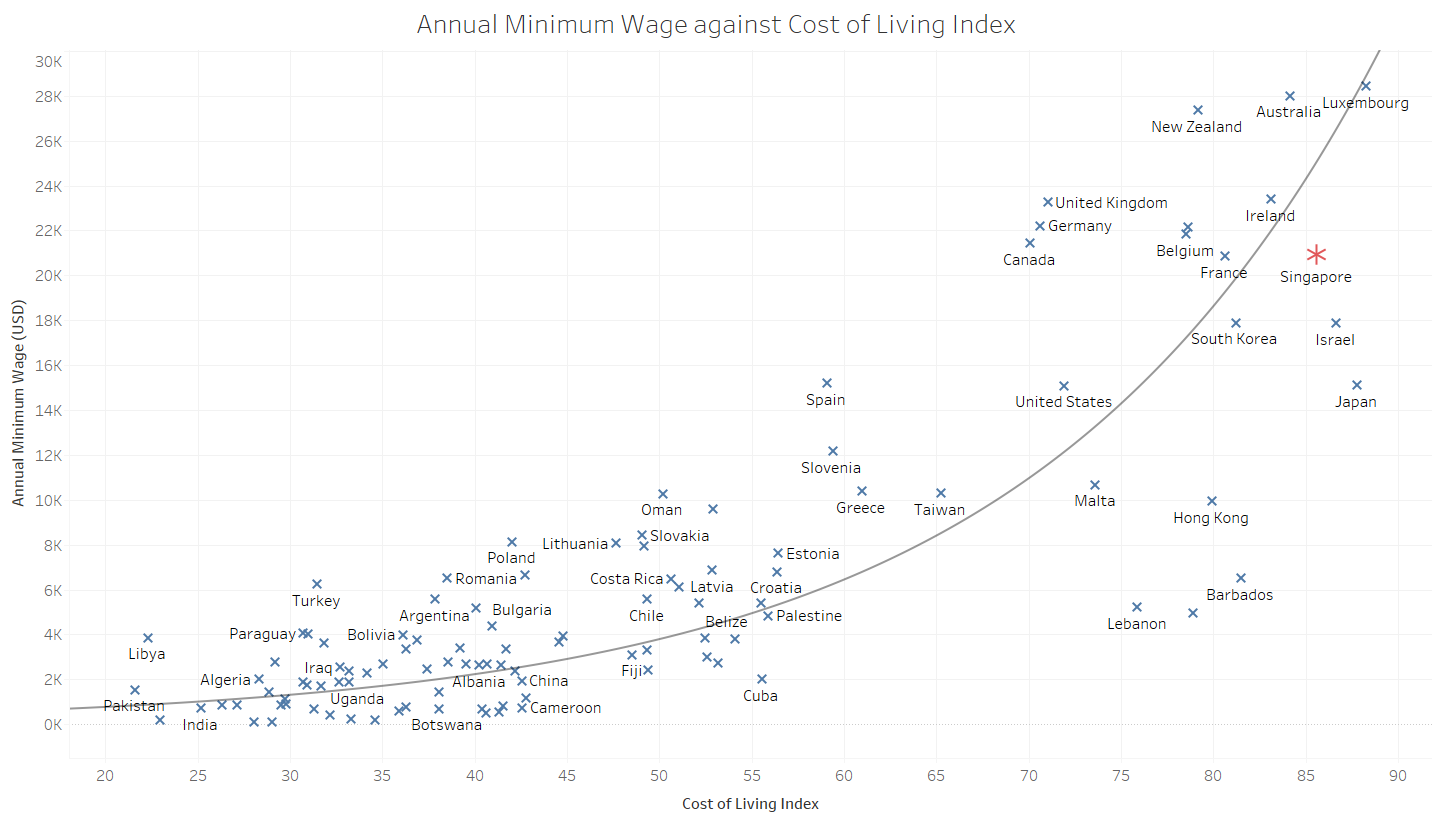 Annual Minimum Wage against Cost of Living Index
30K
28K
Luxembourg
Australia
New Zealand
26K
24K
United Kingdom
Ireland
22K
Germany
Belgium
Canada
France
20K
Singapore
18K
South Korea
Israel
16K
Spain
United States
Japan
14K
12K
Slovenia
10K
Malta
Greece
Oman
Taiwan
Hong Kong
8K
Slovakia
Lithuania
Estonia
Poland
6K
Romania
Costa Rica
Latvia
Croatia
Barbados
Turkey
Argentina
Bulgaria
Chile
Palestine
Belize
Lebanon
4K
Paraguay
Bolivia
Libya
Iraq
Fiji
2K
Algeria
Albania
China
Cuba
Uganda
Pakistan
Cameroon
0K
India
Botswana
Annual Minimum Wage (USD)
20 25 30 35 40 45 50 55 60 65 70 75 80 85 90
Cost of Living Index